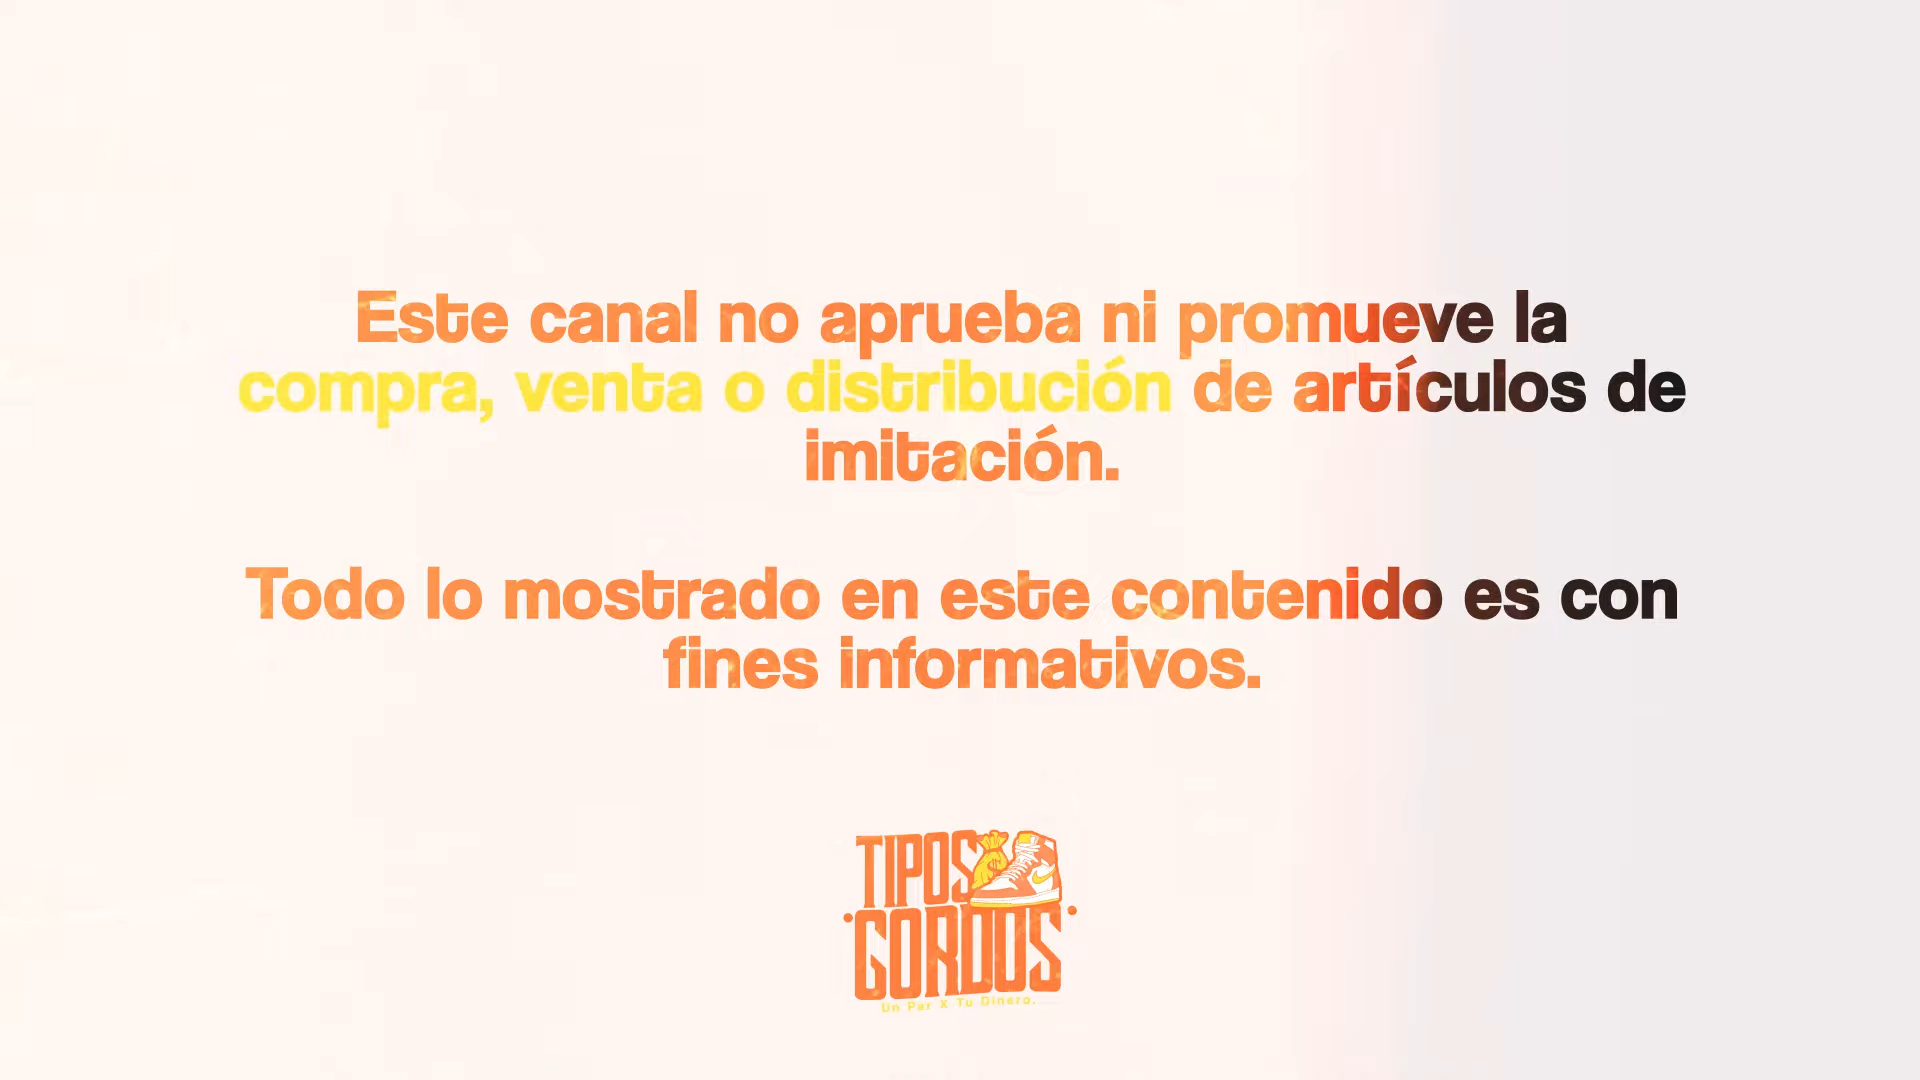 Este canal no aprueba ni promueve la
compra, venta o distribución de artículos de
imitación.
Todo lo mostrado en este contenido es con
fines informativos.
TIPOS
GORDOS
Un Par X Tu Dinero.